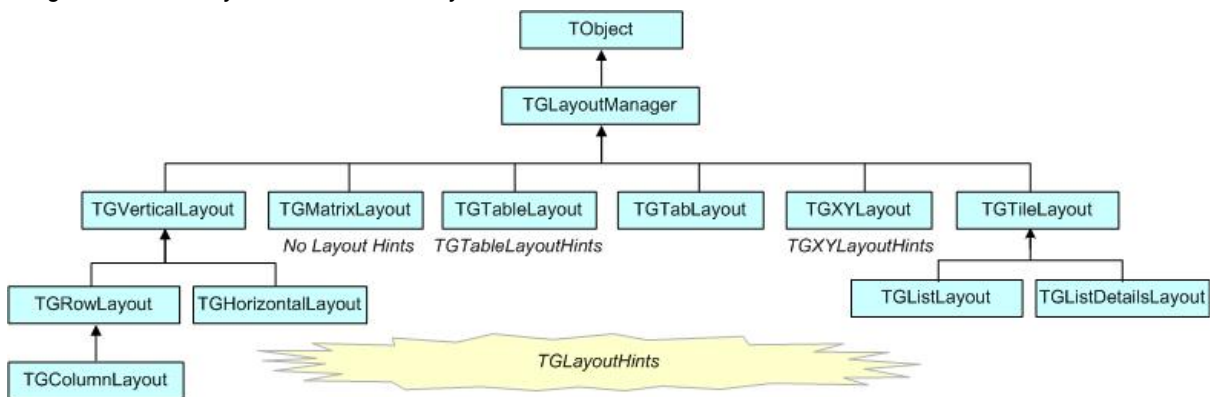 TObject
TGLayoutManager
TGVerticalLayout
TGMatrixLayout
TGTableLayout
TGTabLayout
TGXYLayout
TGTileLayout
No Layout Hints
TGTableLayoutHints
TGXYLayoutHints
TGRowLayout
TGHorizontalLayout
TGListLayout
TGListDetailsLayout
TGLayoutHints
TGColumnLayout